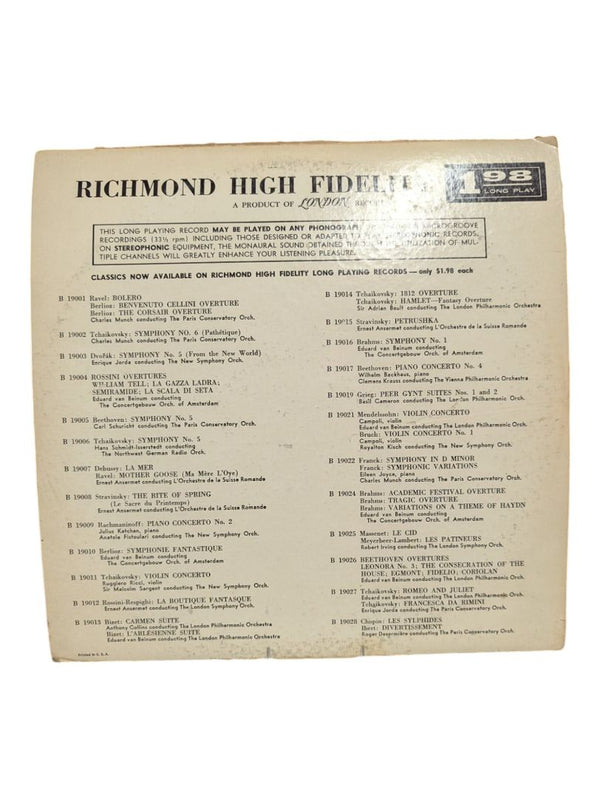 RICHMOND HIGH FIDELITY
1 98
LONG PLAY
A PRODUCT OF LONDON
THIS LONG PLAYING RECORD MAY BE PLAYED ON ANY PHONOGRAPH MICROGROOVE
RECORDINGS (33⅓ rpm) INCLUDING THOSE DESIGNED OR ADAPTED RECORDS,
ON STEREOPHONIC EQUIPMENT, THE MONAURAL SOUND OBTAINED UTILIZATION OF MUL-
TIPLE CHANNELS WILL GREATLY ENHANCE YOUR LISTENING PLEASURE.
CLASSICS NOW AVAILABLE ON RICHMOND HIGH FIDELITY LONG PLAYING RECORDS — only $1.98 each
B 19001 Ravel: BOLERO
Berlioz: BENVENUTO CELLINI OVERTURE
Berlioz: THE CORSAIR OVERTURE
Charles Munch conducting The Paris Conservatory Orch.
B 19002 Tchaikovsky: SYMPHONY NO. 6 (Pathétique)
Charles Munch conducting The Paris Conservatory Orch.
B 19003 Dvořák: SYMPHONY No. 5 (From the New World)
Enrique Jorda conducting The New Symphony Orch.
B 19004 ROSSINI OVERTURES
WILLIAM TELL; LA GAZZA LADRA;
SEMIRAMIDE; LA SCALA DI SETA
Eduard van Beinum conducting
The Concertgebouw Orch. of Amsterdam
B 19005 Beethoven: SYMPHONY No. 5
Carl Schuricht conducting The Paris Conservatory Orch.
B 19006 Tchaikovsky: SYMPHONY No. 5
Hans Schmidt-Isserstedt conducting
The Northwest German Radio Orch.
B 19007 Debussy: LA MER
Ravel: MOTHER GOOSE (Ma Mère L'Oye)
Ernest Ansermet conducting L'Orchestre de la Suisse Romande
B 19008 Stravinsky: THE RITE OF SPRING
(Le Sacre du Printemps)
Ernest Ansermet conducting L'Orchestre de la Suisse Romande
B 19009 Rachmaninoff: PIANO CONCERTO No. 2
Julius Katchen, piano
Anatole Fistoulari conducting The New Symphony Orch.
B 19010 Berlioz: SYMPHONIE FANTASTIQUE
Eduard van Beinum conducting
The Concertgebouw Orch. of Amsterdam
B 19011 Tchaikovsky: VIOLIN CONCERTO
Ruggiero Ricci, violin
Sir Malcolm Sargent conducting The New Symphony Orch.
B 19012 Rossini-Respighi: LA BOUTIQUE FANTASQUE
Ernest Ansermet conducting The London Symphony Orch.
B 19013 Bizet: CARMEN SUITE
Anthony Collins conducting The London Philharmonic Orchestra
Bizet: L'ARLÉSIENNE SUITE
Eduard van Beinum conducting The London Philharmonic Orchestra
Printed in U. S. A.
B 19014 Tchaikovsky: 1812 OVERTURE
Tchaikovsky: HAMLET—Fantasy Overture
Sir Adrian Boult conducting The London Philharmonic Orch.
B 19015 Stravinsky: PETRUSHKA
Ernest Ansermet conducting L'Orchestre de la Suisse Romande
B 19016 Brahms: SYMPHONY No. 1
Eduard van Beinum conducting
The Concertgebouw Orch. of Amsterdam
B 19017 Beethoven: PIANO CONCERTO No. 4
Wilhelm Backhaus, piano
Clemens Krauss conducting The Vienna Philharmonic Orchestra
B 19019 Grieg: PEER GYNT SUITES Nos. 1 and 2
Basil Cameron conducting The London Philharmonic Orch.
B 19021 Mendelssohn: VIOLIN CONCERTO
Campoli, violin
Eduard van Beinum conducting The London Philharmonic Orch.
Bruch: VIOLIN CONCERTO No. 1
Campoli, violin
Royalton Kisch conducting The New Symphony Orch.
B 19022 Franck: SYMPHONY IN D MINOR
Franck: SYMPHONIC VARIATIONS
Eileen Joyce, piano
Charles Munch conducting The Paris Conservatory Orch.
B 19024 Brahms: ACADEMIC FESTIVAL OVERTURE
Brahms: TRAGIC OVERTURE
Brahms: VARIATIONS ON A THEME OF HAYDN
Eduard van Beinum conducting The
Concertgebouw Orch. of Amsterdam
B 19025 Massenet: LE CID
Meyerbeer-Lambert: LES PATINEURS
Robert Irving conducting The London Symphony Orch.
B 19026 BEETHOVEN OVERTURES
LEONORA No. 3; THE CONSECRATION OF THE
HOUSE; EGMONT; FIDELIO; CORIOLAN
Eduard van Beinum conducting The London Philharmonic Orch.
B 19027 Tchaikovsky: ROMEO AND JULIET
Eduard van Beinum conducting The London Philharmonic Orch.
Tchaikovsky: FRANCESCA DA RIMINI
Enrique Jorda conducting The Paris Conservatory Orch.
B 19028 Chopin: LES SYLPHIDES
Ibert: DIVERTISSEMENT
Roger Desormière conducting The Paris Conservatory Orch.